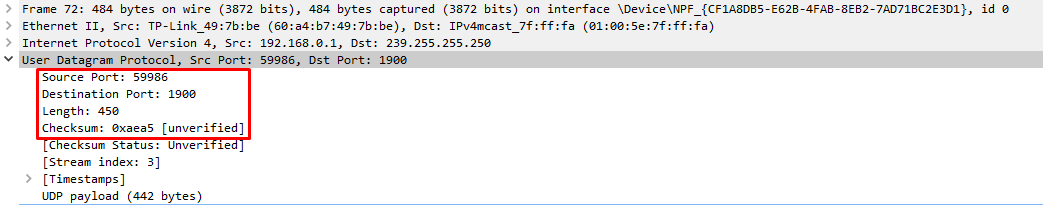 Frame 72: 484 bytes on wire (3872 bits), 484 bytes captured (3872 bits) on interface \Device\NPF_{CF1A8DB5-E62B-4FAB-8EB2-7AD71BC2E3D1}, id 0
Ethernet II, Src: TP-Link_49:7b:be (60:a4:b7:49:7b:be), Dst: IPv4mcast_7f:ff:fa (01:00:5e:7f:ff:fa)
Internet Protocol Version 4, Src: 192.168.0.1, Dst: 239.255.255.250
User Datagram Protocol, Src Port: 59986, Dst Port: 1900
Source Port: 59986
Destination Port: 1900
Length: 450
Checksum: 0xaea5 [unverified]
[Checksum Status: Unverified]
[Stream index: 3]
[Timestamps]
UDP payload (442 bytes)